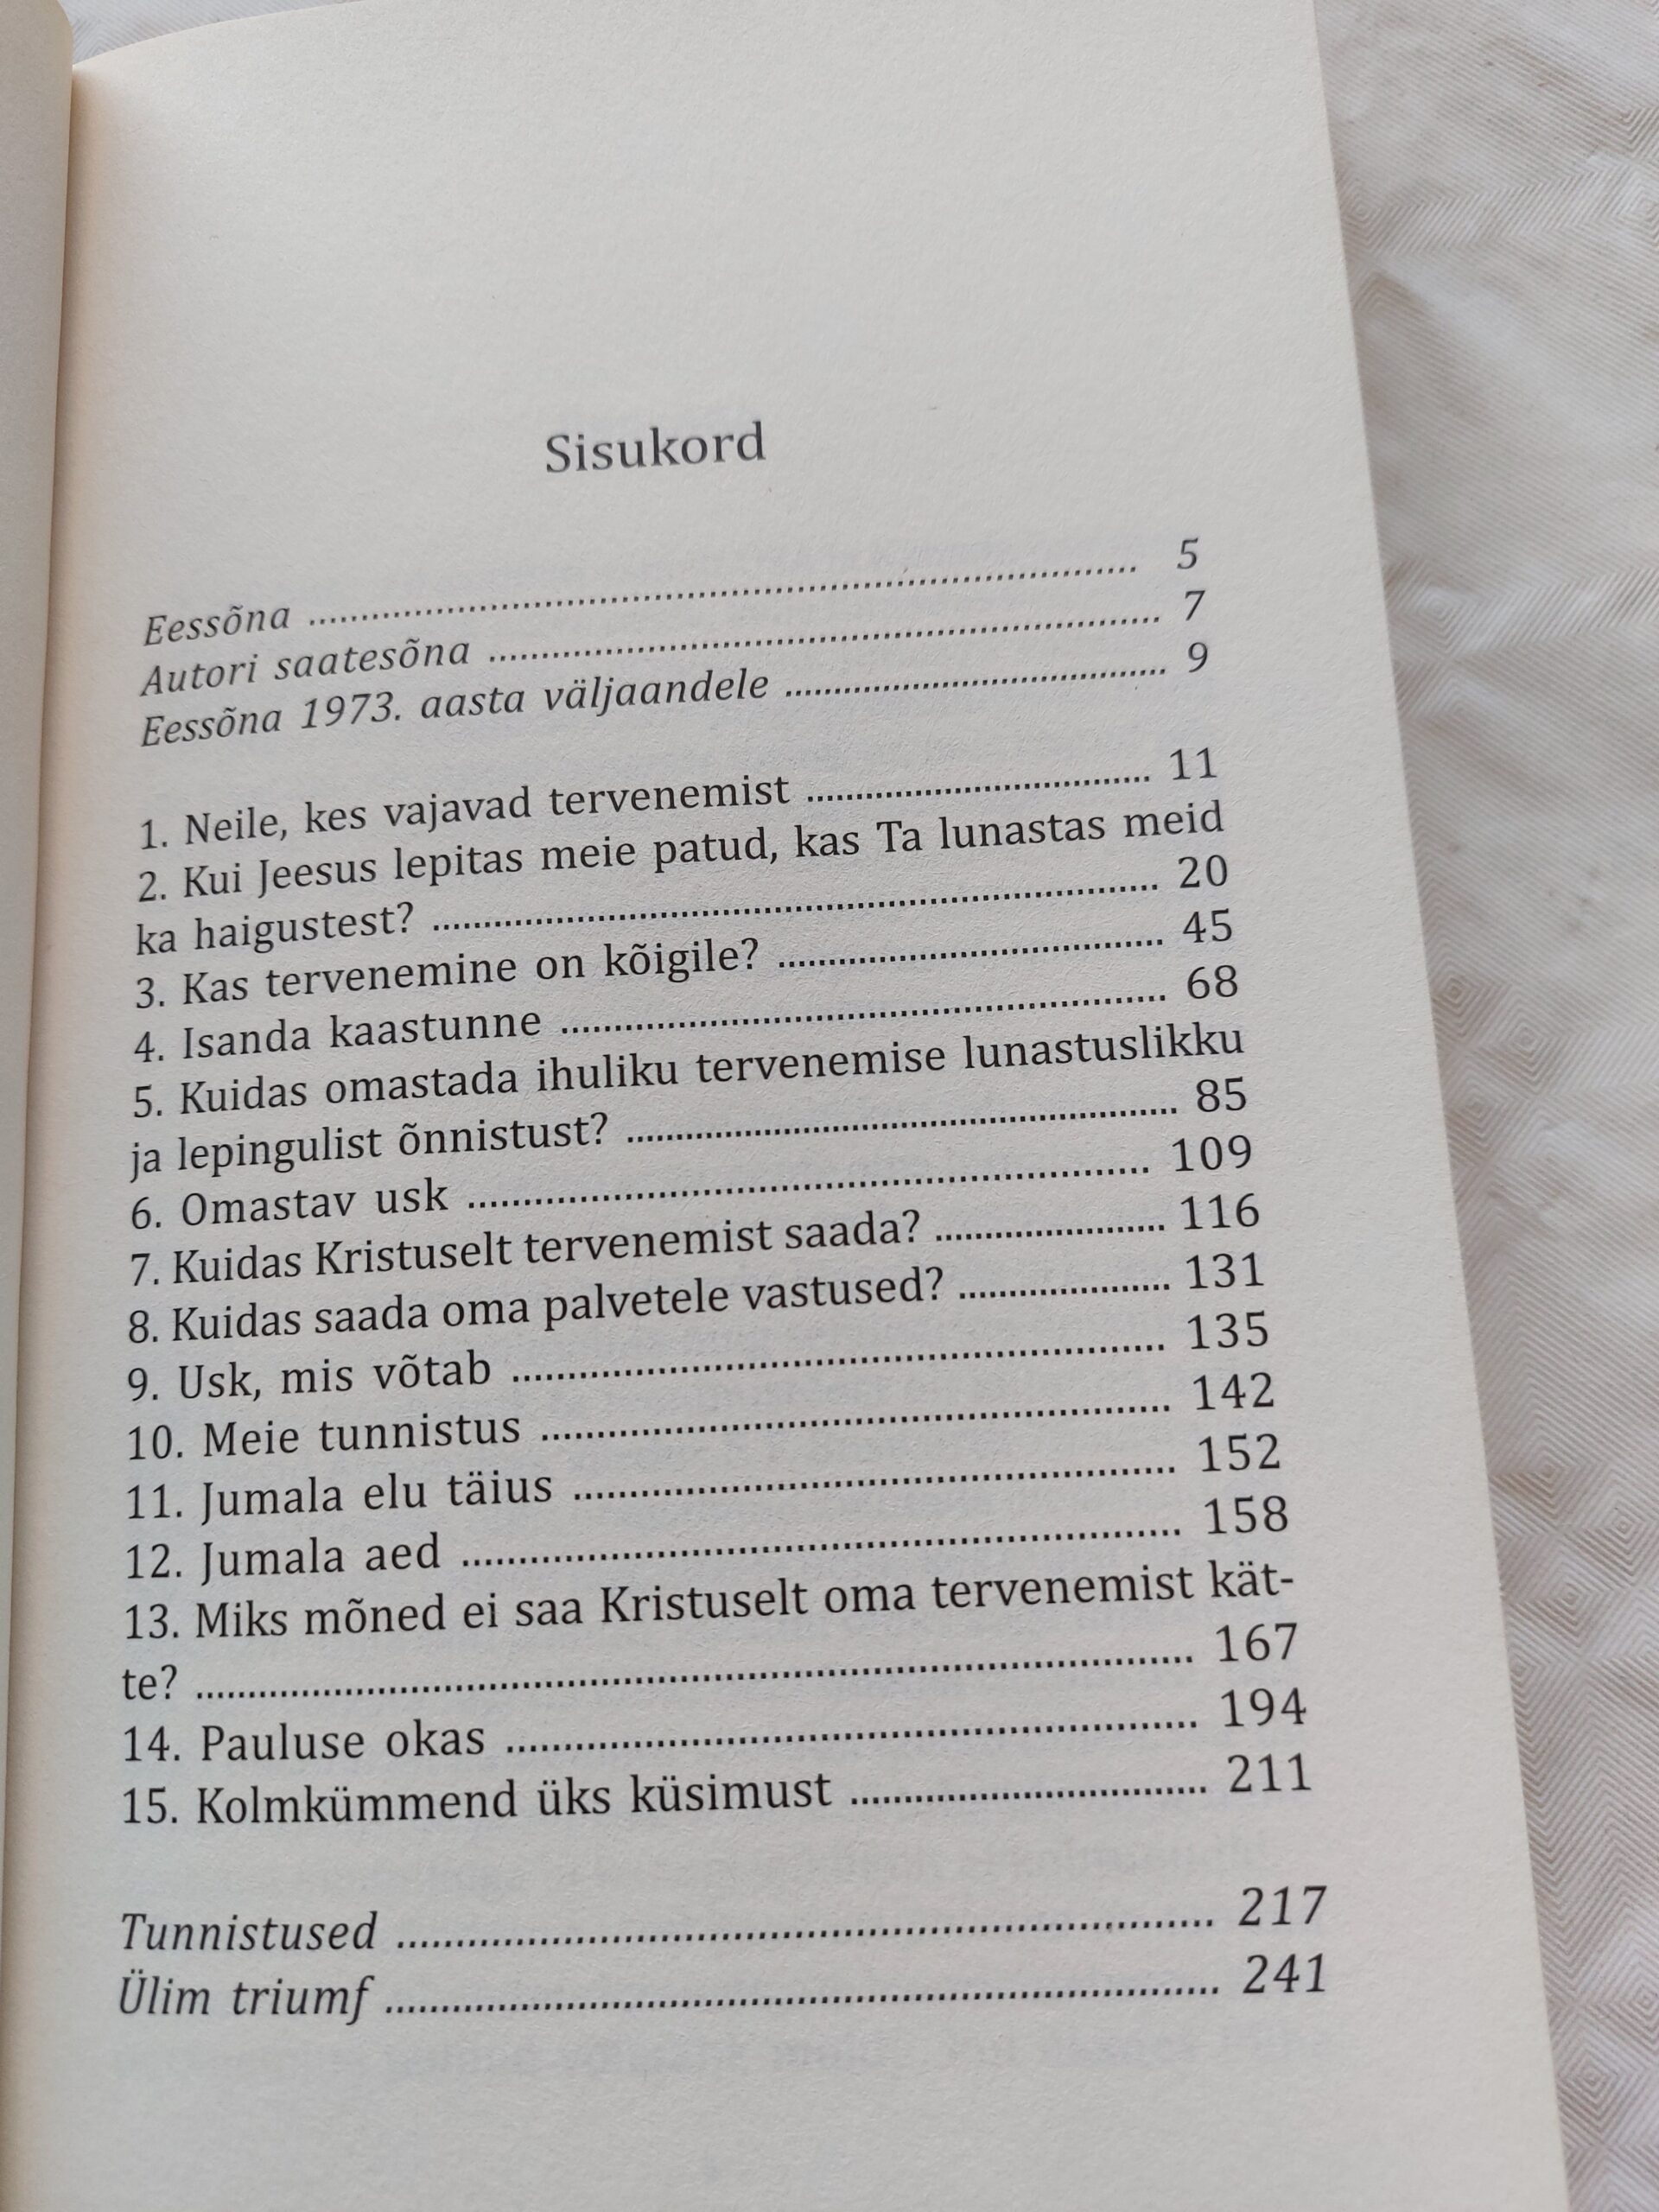 Sisukord
Eessõna ........................................................ 5
Autori saatesõna ........................................................ 7
Eessõna 1973. aasta väljaandele ........................................ 9
1. Neile, kes vajavad tervenemist .................................... 11
2. Kui Jeesus lepitas meie patud, kas Ta lunastas meid
ka haigustest? ........................................................ 20
3. Kas tervenemine on kõigile? ........................................ 45
4. Isanda kaastunne ........................................................ 68
5. Kuidas omastada ihuliku tervenemise lunastuslikku
ja lepingulist õnnistust? ........................................ 85
6. Omastav usk ........................................................ 109
7. Kuidas Kristuselt tervenemist saada? ...................... 116
8. Kuidas saada oma palvetele vastused? .................... 131
9. Usk, mis võtab ........................................................ 135
10. Meie tunnistus ........................................................ 142
11. Jumala elu täius ........................................................ 152
12. Jumala aed ........................................................ 158
13. Miks mõned ei saa Kristuselt oma tervenemist kät-
te? ........................................................ 167
14. Pauluse okas ........................................................ 194
15. Kolmkümmend üks küsimust .................................. 211
Tunnistused ........................................................ 217
Ülim triumf ........................................................ 241